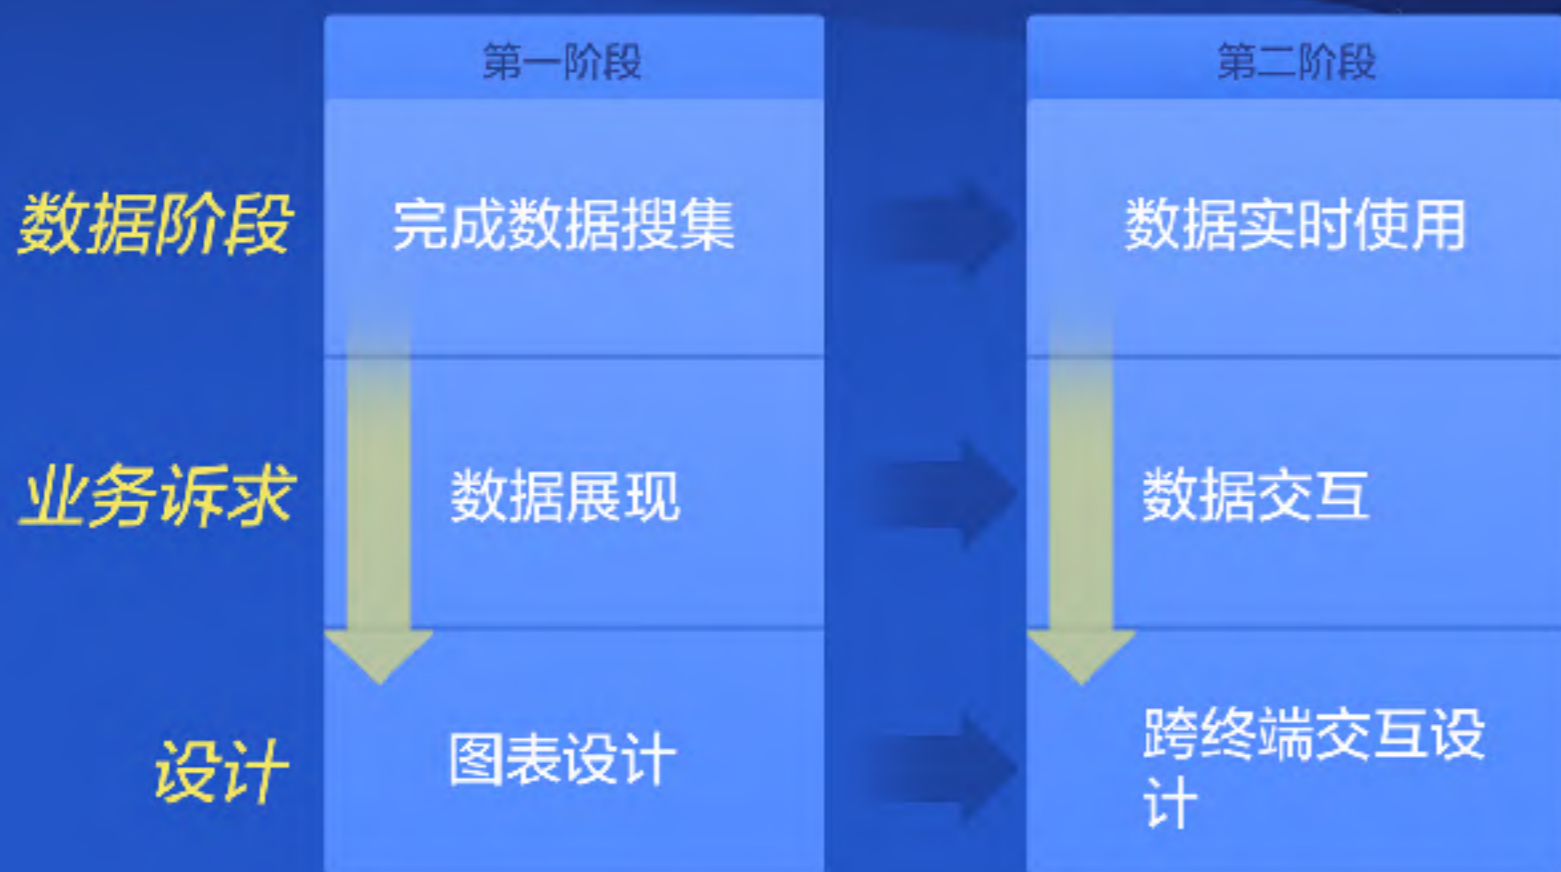 第一阶段
第二阶段
数据阶段
完成数据搜集
数据实时使用
业务诉求
数据展现
数据交互
设计
图表设计
跨终端交互设
计